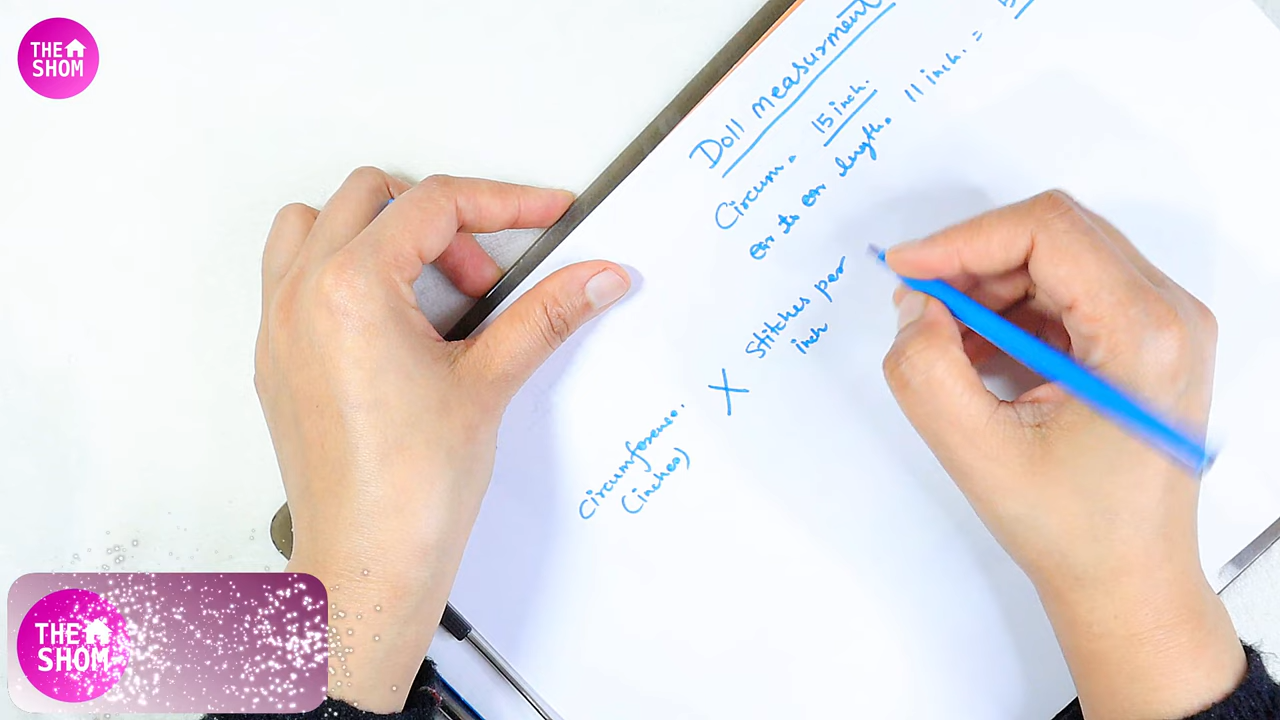 THE
SHOM
Doll measurment
Circum. 15 inch.
ear to ear length. 11 inch. =
circumference. X Stitches per
(inches) inch
THE
SHOM